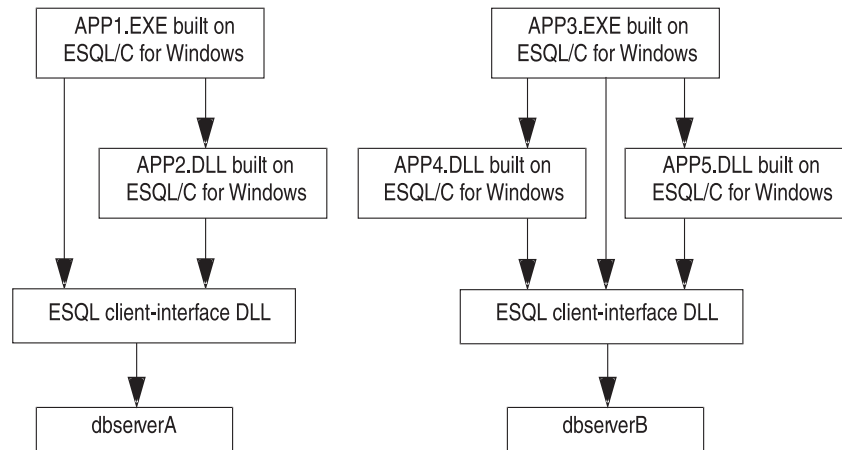 APP1.EXE built on
ESQL/C for Windows
APP3.EXE built on
ESQL/C for Windows
APP2.DLL built on
ESQL/C for Windows
APP4.DLL built on
ESQL/C for Windows
APP5.DLL built on
ESQL/C for Windows
ESQL client-interface DLL
ESQL client-interface DLL
dbserverA
dbserverB